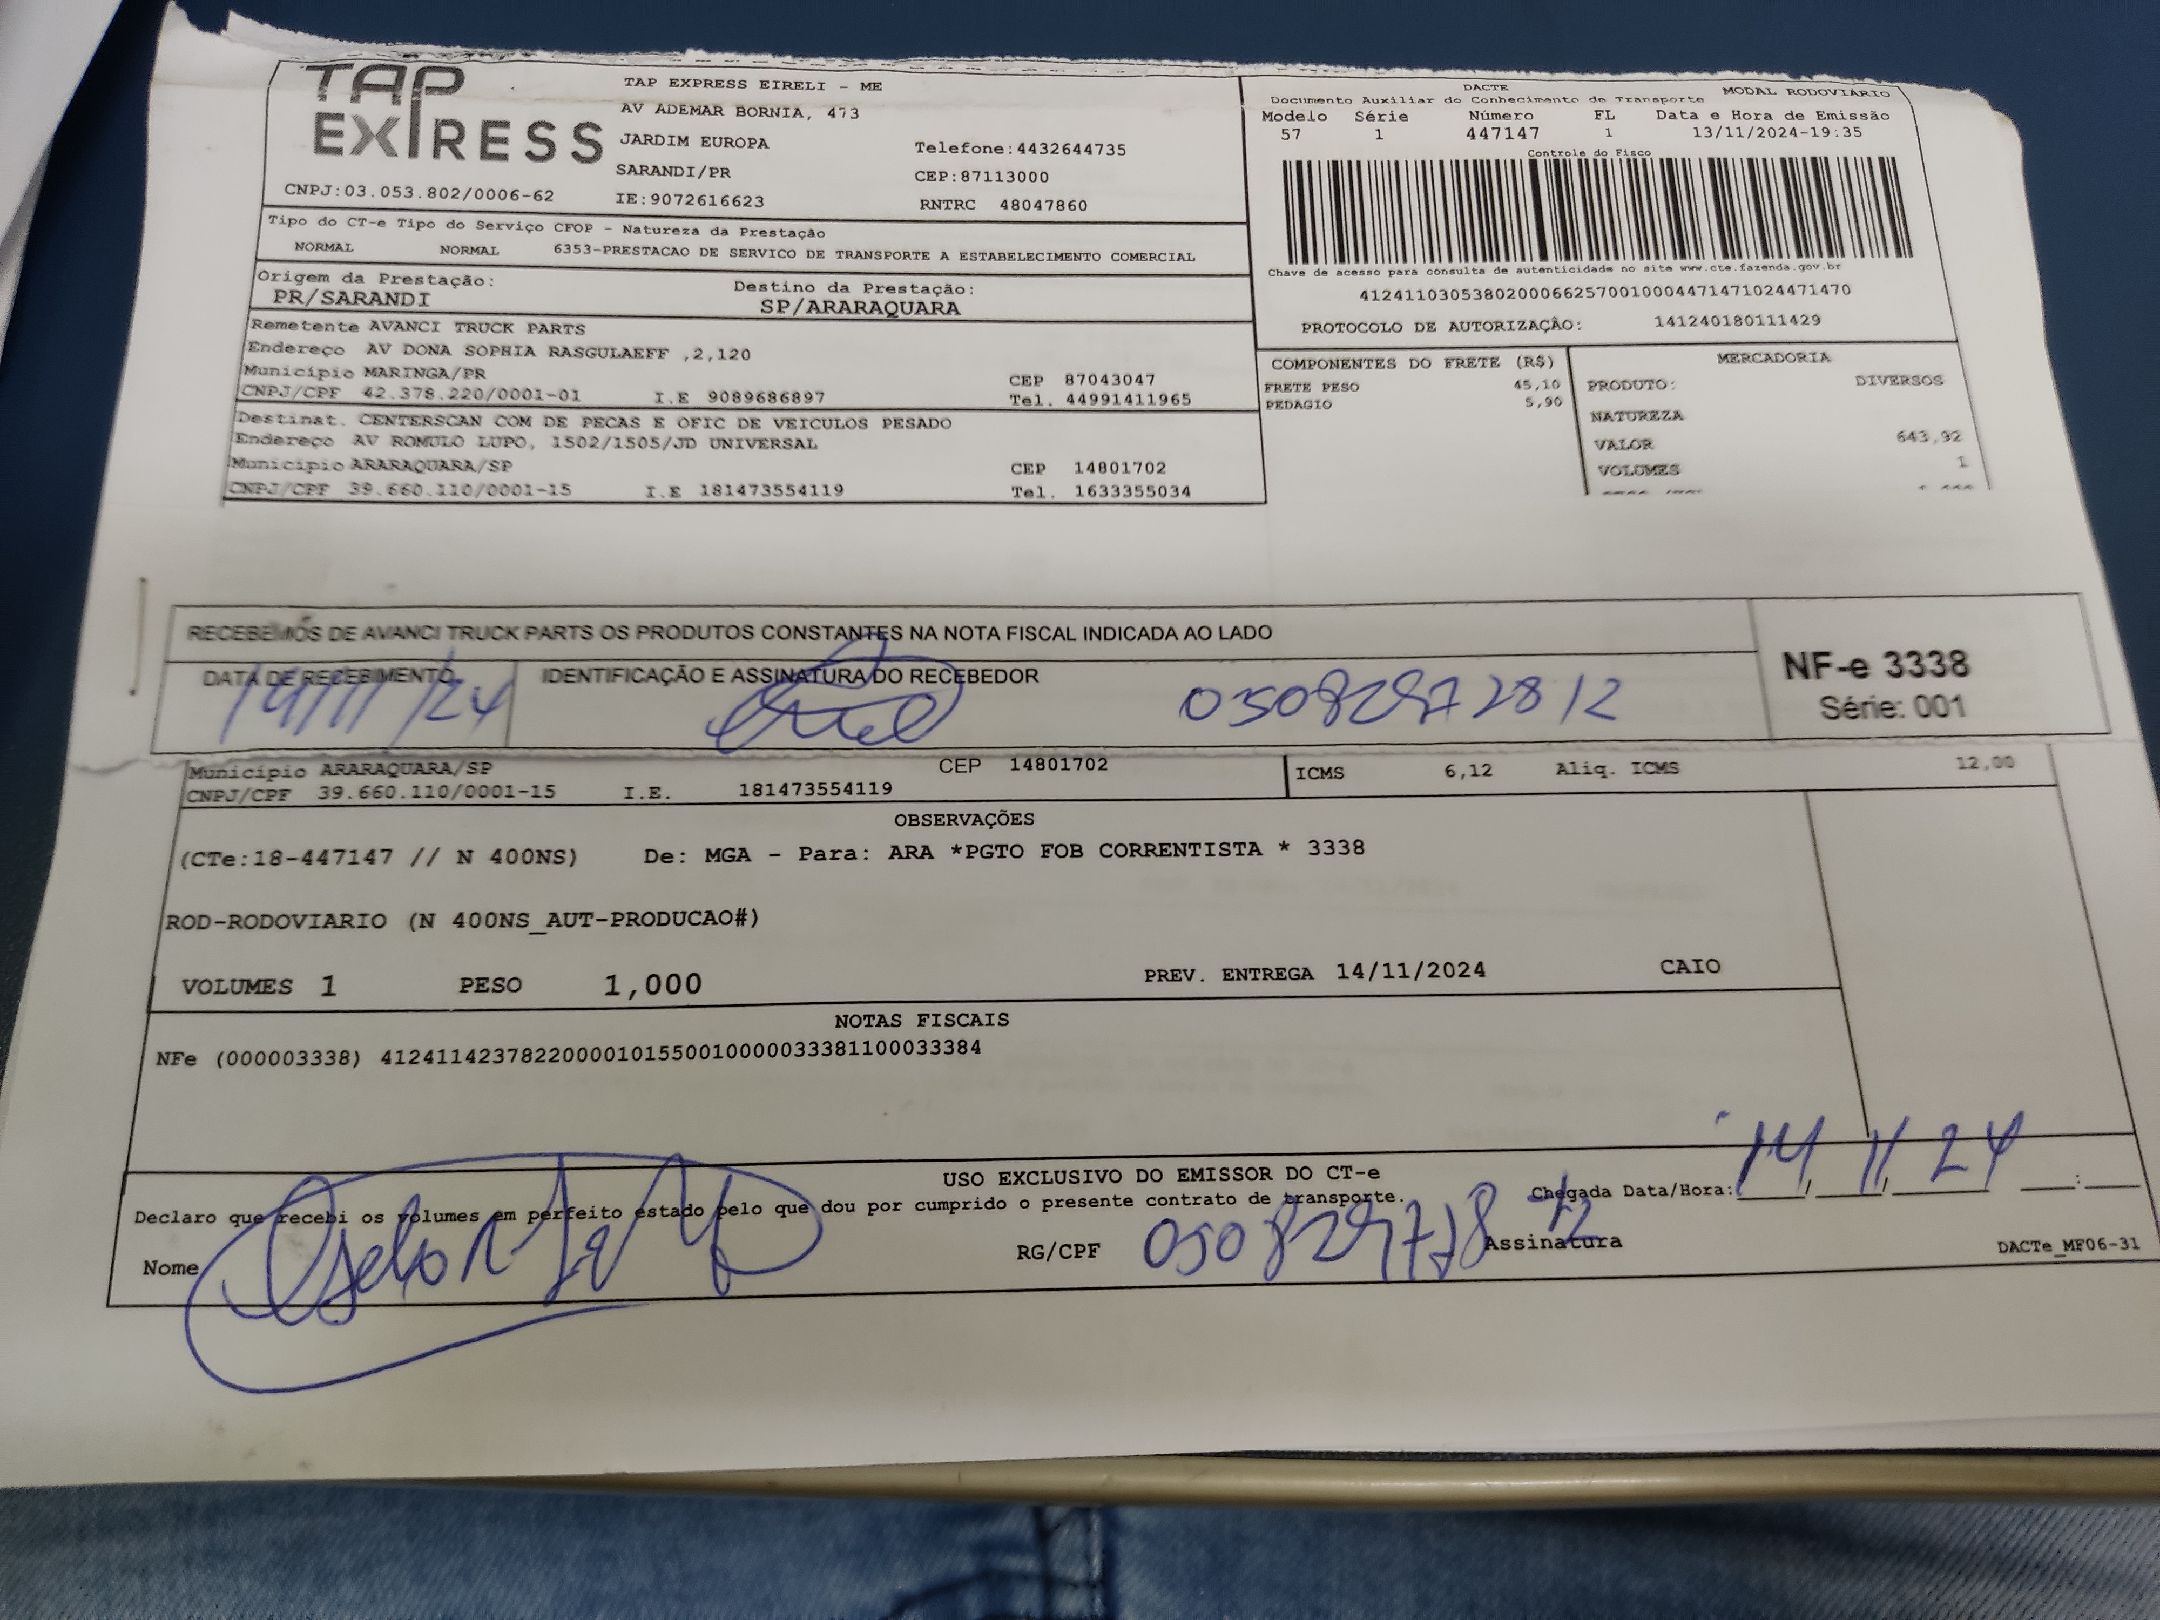 TAP EXPRESS
TAP EXPRESS EIRELI - ME
AV ADEMAR BORNIA, 473
JARDIM EUROPA Telefone:4432644735
SARANDI/PR CEP:87113000
CNPJ:03.053.802/0006-62 IE:9072616623 RNTRC 48047860
DACTE MODAL RODOVIÁRIO
Documento Auxiliar do Conhecimento de Transporte
Modelo Série Número FL Data e Hora de Emissão
57 1 447147 1 13/11/2024-19:35
Controle do Fisco
Chave de acesso para consulta de autenticidade no site www.cte.fazenda.gov.br
41241103053802000662570010004471471024471470
PROTOCOLO DE AUTORIZAÇÃO: 141240180111429
Tipo do CT-e Tipo do Serviço CFOP - Natureza da Prestação
NORMAL NORMAL 6353-PRESTACAO DE SERVICO DE TRANSPORTE A ESTABELECIMENTO COMERCIAL
Origem da Prestação: Destino da Prestação:
PR/SARANDI SP/ARARAQUARA
Remetente AVANCI TRUCK PARTS
Endereço AV DONA SOPHIA RASGULAEFF ,2,120
Município MARINGA/PR CEP 87043047
CNPJ/CPF 42.378.220/0001-01 I.E 9089686897 Tel. 44991411965
Destinat. CENTERSCAN COM DE PECAS E OFIC DE VEICULOS PESADO
Endereço AV ROMULO LUPO, 1502/1505/JD UNIVERSAL
Município ARARAQUARA/SP CEP 14801702
CNPJ/CPF 39.660.110/0001-15 I.E 181473554119 Tel. 1633355034
COMPONENTES DO FRETE (R$)
FRETE PESO 45,10
PEDAGIO 5,90
MERCADORIA
PRODUTO: DIVERSOS
NATUREZA
VALOR 643,92
VOLUMES 1
RECEBEMOS DE AVANCI TRUCK PARTS OS PRODUTOS CONSTANTES NA NOTA FISCAL INDICADA AO LADO
DATA DE RECEBIMENTO IDENTIFICAÇÃO E ASSINATURA DO RECEBEDOR
14/11/24
NF-e 3338
Série: 001
Município ARARAQUARA/SP CEP 14801702
CNPJ/CPF 39.660.110/0001-15 I.E. 181473554119
ICMS 6,12 Aliq. ICMS 12,00
OBSERVAÇÕES
(CTe:18-447147 // N 400NS) De: MGA - Para: ARA *PGTO FOB CORRENTISTA * 3338
ROD-RODOVIARIO (N 400NS_AUT-PRODUCAO#)
VOLUMES 1 PESO 1,000 PREV. ENTREGA 14/11/2024 CAIO
NOTAS FISCAIS
NFe (000003338) 41241142378220000101550010000033381100033384
USO EXCLUSIVO DO EMISSOR DO CT-e
Declaro que recebi os volumes em perfeito estado pelo que dou por cumprido o presente contrato de transporte.
Chegada Data/Hora: 14 11 24
Nome RG/CPF Assinatura
DACTe_MF06-31